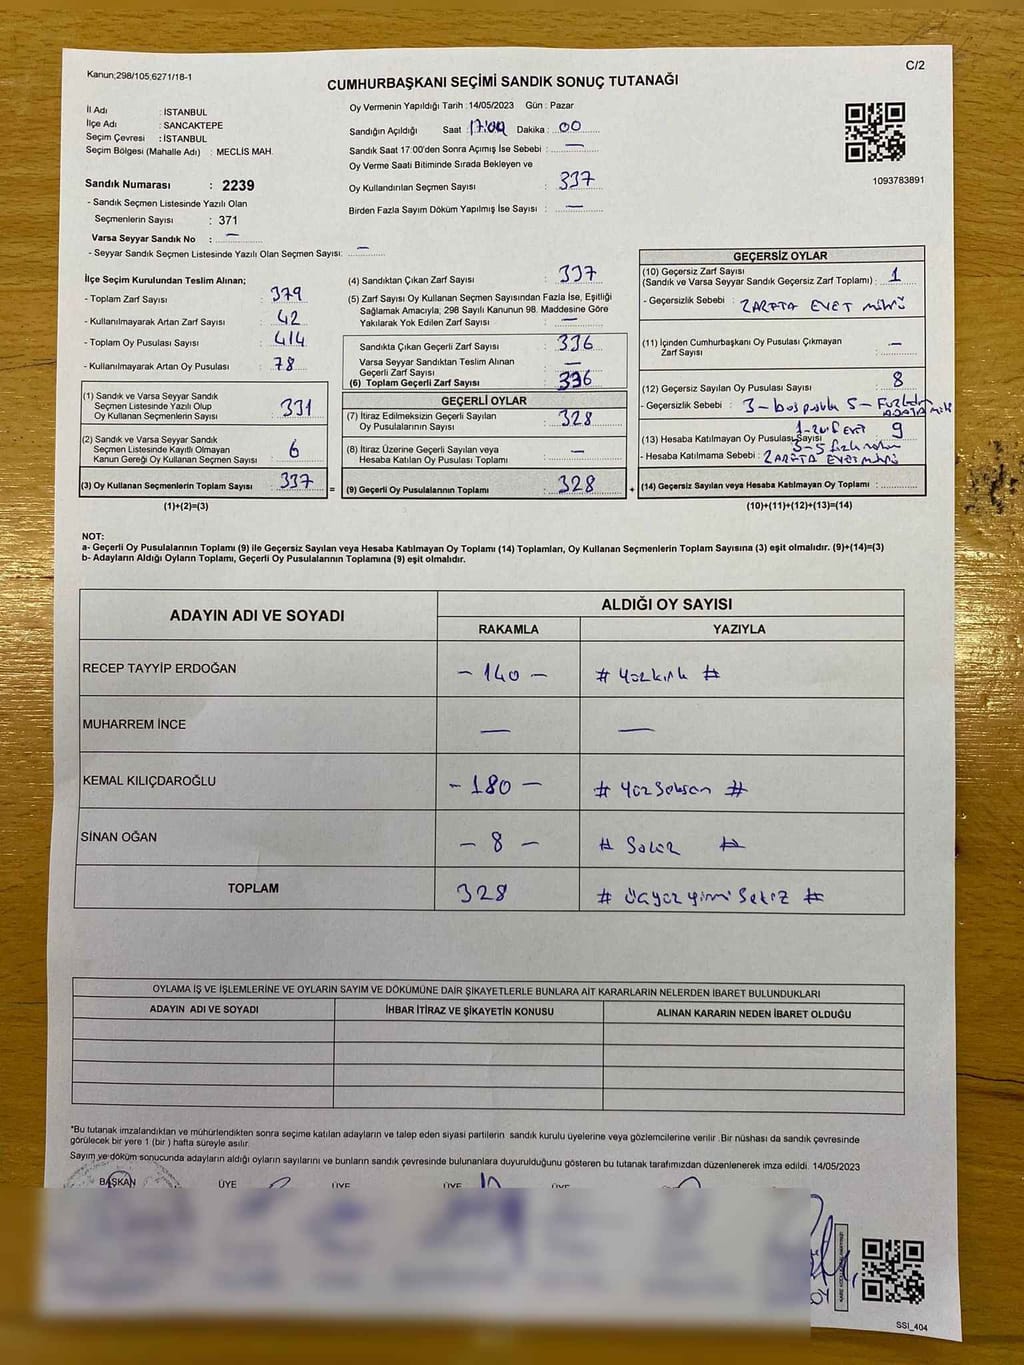 Kanun;298/105,6271/18-1
C/2
CUMHURBAŞKANI SEÇİMİ SANDIK SONUÇ TUTANAĞI
İl Adı : İSTANBUL
İlçe Adı : SANCAKTEPE
Seçim Çevresi : İSTANBUL
Seçim Bölgesi (Mahalle Adı) : MECLİS MAH.
Oy Vermenin Yapıldığı Tarih :14/05/2023 Gün : Pazar
Sandığın Açıldığı Saat : 17:00 Dakika : 00
Sandık Saat 17:00'den Sonra Açımış İse Sebebi : —
Oy Verme Saati Bitiminde Sırada Bekleyen ve
Oy Kullandırılan Seçmen Sayısı : 337
Birden Fazla Sayım Döküm Yapılmış İse Sayısı : —
1093783891
Sandık Numarası : 2239
- Sandık Seçmen Listesinde Yazılı Olan
Seçmenlerin Sayısı : 371
Varsa Seyyar Sandık No : —
- Seyyar Sandık Seçmen Listesinde Yazılı Olan Seçmen Sayısı: —
İlçe Seçim Kurulundan Teslim Alınan;
- Toplam Zarf Sayısı : 379
- Kullanılmayarak Artan Zarf Sayısı : 42
- Toplam Oy Pusulası Sayısı : 414
- Kullanılmayarak Artan Oy Pusulası : 78
(1) Sandık ve Varsa Seyyar Sandık
Seçmen Listesinde Yazılı Olup
Oy Kullanan Seçmenlerin Sayısı : 331
(2) Sandık ve Varsa Seyyar Sandık
Seçmen Listesinde Kayıtlı Olmayan
Kanun Gereği Oy Kullanan Seçmen Sayısı : 6
(3) Oy Kullanan Seçmenlerin Toplam Sayısı : 337 =
(1)+(2)=(3)
(4) Sandıktan Çıkan Zarf Sayısı : 337
(5) Zarf Sayısı Oy Kullanan Seçmen Sayısından Fazla İse, Eşitliği
Sağlamak Amacıyla, 298 Sayılı Kanunun 98. Maddesine Göre
Yakılarak Yok Edilen Zarf Sayısı : —
Sandıkta Çıkan Geçerli Zarf Sayısı : 336
Varsa Seyyar Sandıktan Teslim Alınan
Geçerli Zarf Sayısı : —
(6) Toplam Geçerli Zarf Sayısı : 336
GEÇERLİ OYLAR
(7) İtiraz Edilmeksizin Geçerli Sayılan
Oy Pusulalarının Sayısı : 328
(8) İtiraz Üzerine Geçerli Sayılan veya
Hesaba Katılan Oy Pusulası Toplamı : —
(9) Geçerli Oy Pusulalarının Toplamı : 328 +
GEÇERSİZ OYLAR
(10) Geçersiz Zarf Sayısı
(Sandık ve Varsa Seyyar Sandık Geçersiz Zarf Toplamı) : 1
- Geçersizlik Sebebi : ZARFTA EVET MÜHRÜ
(11) İçinden Cumhurbaşkanı Oy Pusulası Çıkmayan
Zarf Sayısı : —
(12) Geçersiz Sayılan Oy Pusulası Sayısı : 8
- Geçersizlik Sebebi : 3-boş pusula 5-
(13) Hesaba Katılmayan Oy Pusulası Sayısı : 9
- Hesaba Katılmama Sebebi : ZARFTA EVET MÜHRÜ
(14) Geçersiz Sayılan veya Hesaba Katılmayan Oy Toplamı :
(10)+(11)+(12)+(13)=(14)
NOT:
a- Geçerli Oy Pusulalarının Toplamı (9) ile Geçersiz Sayılan veya Hesaba Katılmayan Oy Toplamı (14) Toplamları, Oy Kullanan Seçmenlerin Toplam Sayısına (3) eşit olmalıdır. (9)+(14)=(3)
b- Adayların Aldığı Oyların Toplamı, Geçerli Oy Pusulalarının Toplamına (9) eşit olmalıdır.
ADAYIN ADI VE SOYADI
ALDIĞI OY SAYISI
RAKAMLA YAZIYLA
RECEP TAYYİP ERDOĞAN - 140 - # Yüzkırk #
MUHARREM İNCE — —
KEMAL KILIÇDAROĞLU - 180 - # Yüzseksen #
SİNAN OĞAN - 8 - # Sekiz #
TOPLAM 328 # Üçyüzyirmi sekiz #
OYLAMA İŞ VE İŞLEMLERİNE VE OYLARIN SAYIM VE DÖKÜMÜNE DAİR ŞİKAYETLERLE BUNLARA AİT KARARLARIN NELERDEN İBARET BULUNDUKLARI
ADAYIN ADI VE SOYADI İHBAR İTİRAZ VE ŞİKAYETİN KONUSU ALINAN KARARIN NEDEN İBARET OLDUĞU
*Bu tutanak imzalandıktan ve mühürlendikten sonra seçime katılan adayların ve talep eden siyasi partilerin sandık kurulu üyelerine veya gözlemcilerine verilir .Bir nüshası da sandık çevresinde
görülecek bir yere 1 (bir ) hafta süreyle asılır.
Sayım ve döküm sonucunda adayların aldığı oyların sayılarını ve bunların sandık çevresinde bulunanlara duyurulduğunu gösteren bu tutanak tarafımızdan düzenlenerek imza edildi. 14/05/2023
BAŞKAN ÜYE ÜYE ÜYE ÜYE
SSI_404